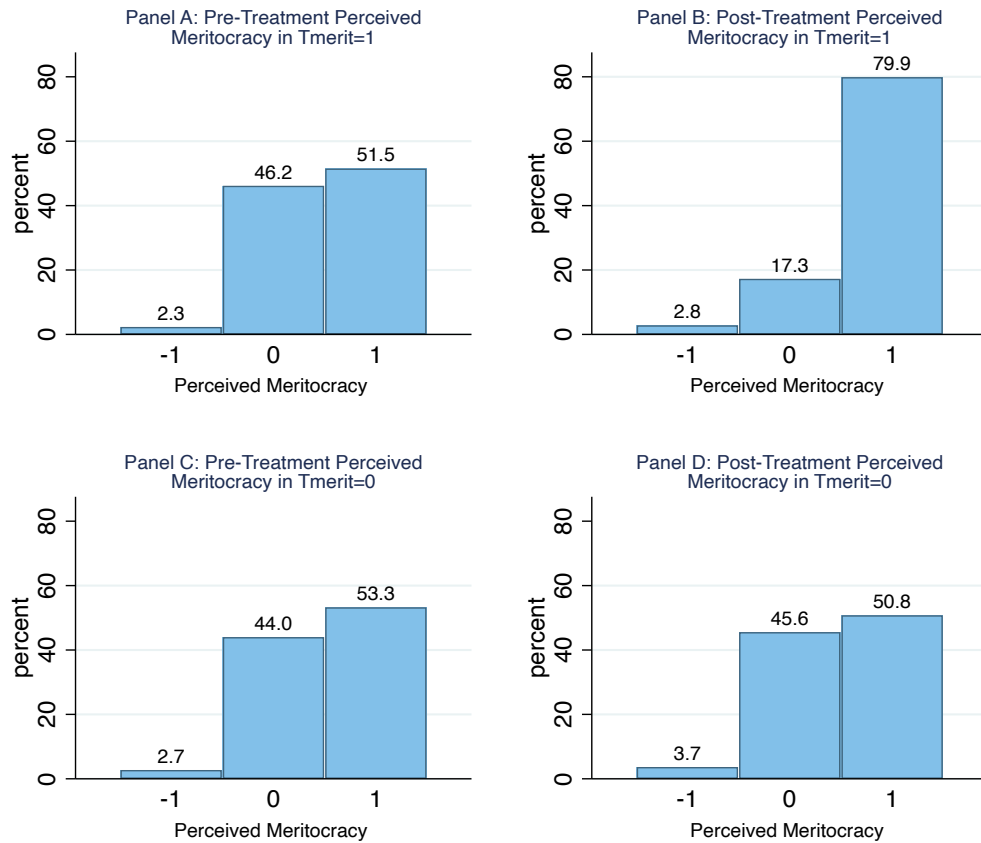 Panel A: Pre-Treatment Perceived
Meritocracy in Tmerit=1
percent
80
60
40
20
0
2.3
46.2
51.5
-1 0 1
Perceived Meritocracy
Panel B: Post-Treatment Perceived
Meritocracy in Tmerit=1
percent
80
60
40
20
0
2.8
17.3
79.9
-1 0 1
Perceived Meritocracy
Panel C: Pre-Treatment Perceived
Meritocracy in Tmerit=0
percent
80
60
40
20
0
2.7
44.0
53.3
-1 0 1
Perceived Meritocracy
Panel D: Post-Treatment Perceived
Meritocracy in Tmerit=0
percent
80
60
40
20
0
3.7
45.6
50.8
-1 0 1
Perceived Meritocracy